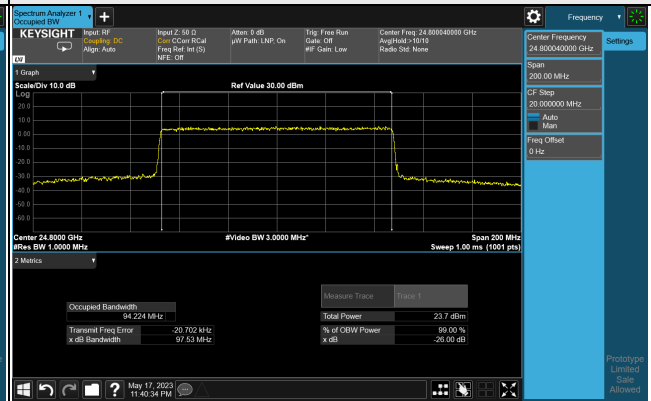 Spectrum Analyzer 1
Occupied BW
Frequency
KEYSIGHT
Input: RF
Coupling: DC
Align: Auto
Input Z: 50 Ω
Corr CCorr RCal
Freq Ref: Int (S)
NFE: Off
Atten: 0 dB
µW Path: LNP, On
Trig: Free Run
Gate: Off
#IF Gain: Low
Center Freq: 24.800040000 GHz
Avg|Hold:>10/10
Radio Std: None
LXI
Center Frequency
24.800040000 GHz
Settings
Span
200.00 MHz
CF Step
20.000000 MHz
Auto
Man
Freq Offset
0 Hz
1 Graph
Scale/Div 10.0 dB
Ref Value 30.00 dBm
Log
20.0
10.0
0.00
-10.0
-20.0
-30.0
-40.0
-50.0
-60.0
Center 24.8000 GHz
#Video BW 3.0000 MHz*
Span 200 MHz
#Res BW 1.0000 MHz
Sweep 1.00 ms (1001 pts)
2 Metrics
Measure Trace
Trace 1
Occupied Bandwidth
94.224 MHz
Total Power
23.7 dBm
Transmit Freq Error
-20.702 kHz
% of OBW Power
99.00 %
x dB Bandwidth
97.53 MHz
x dB
-26.00 dB
May 17, 2023
11:40:34 PM
Prototype
Limited
Sale
Allowed